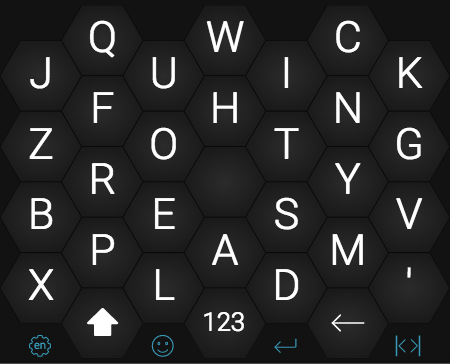 Q W C
J U I K
F H N
Z O T G
R Y
B E S V
P A M
X L D '
123
en